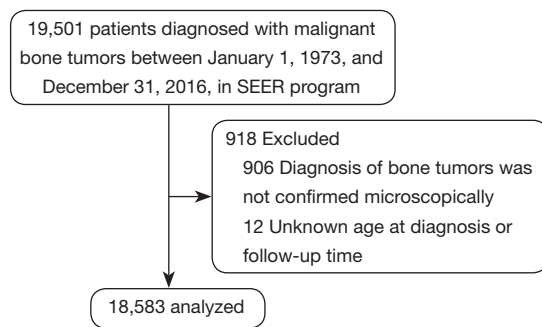 19,501 patients diagnosed with malignant
bone tumors between January 1, 1973, and
December 31, 2016, in SEER program
918 Excluded
906 Diagnosis of bone tumors was
not confirmed microscopically
12 Unknown age at diagnosis or
follow-up time
18,583 analyzed